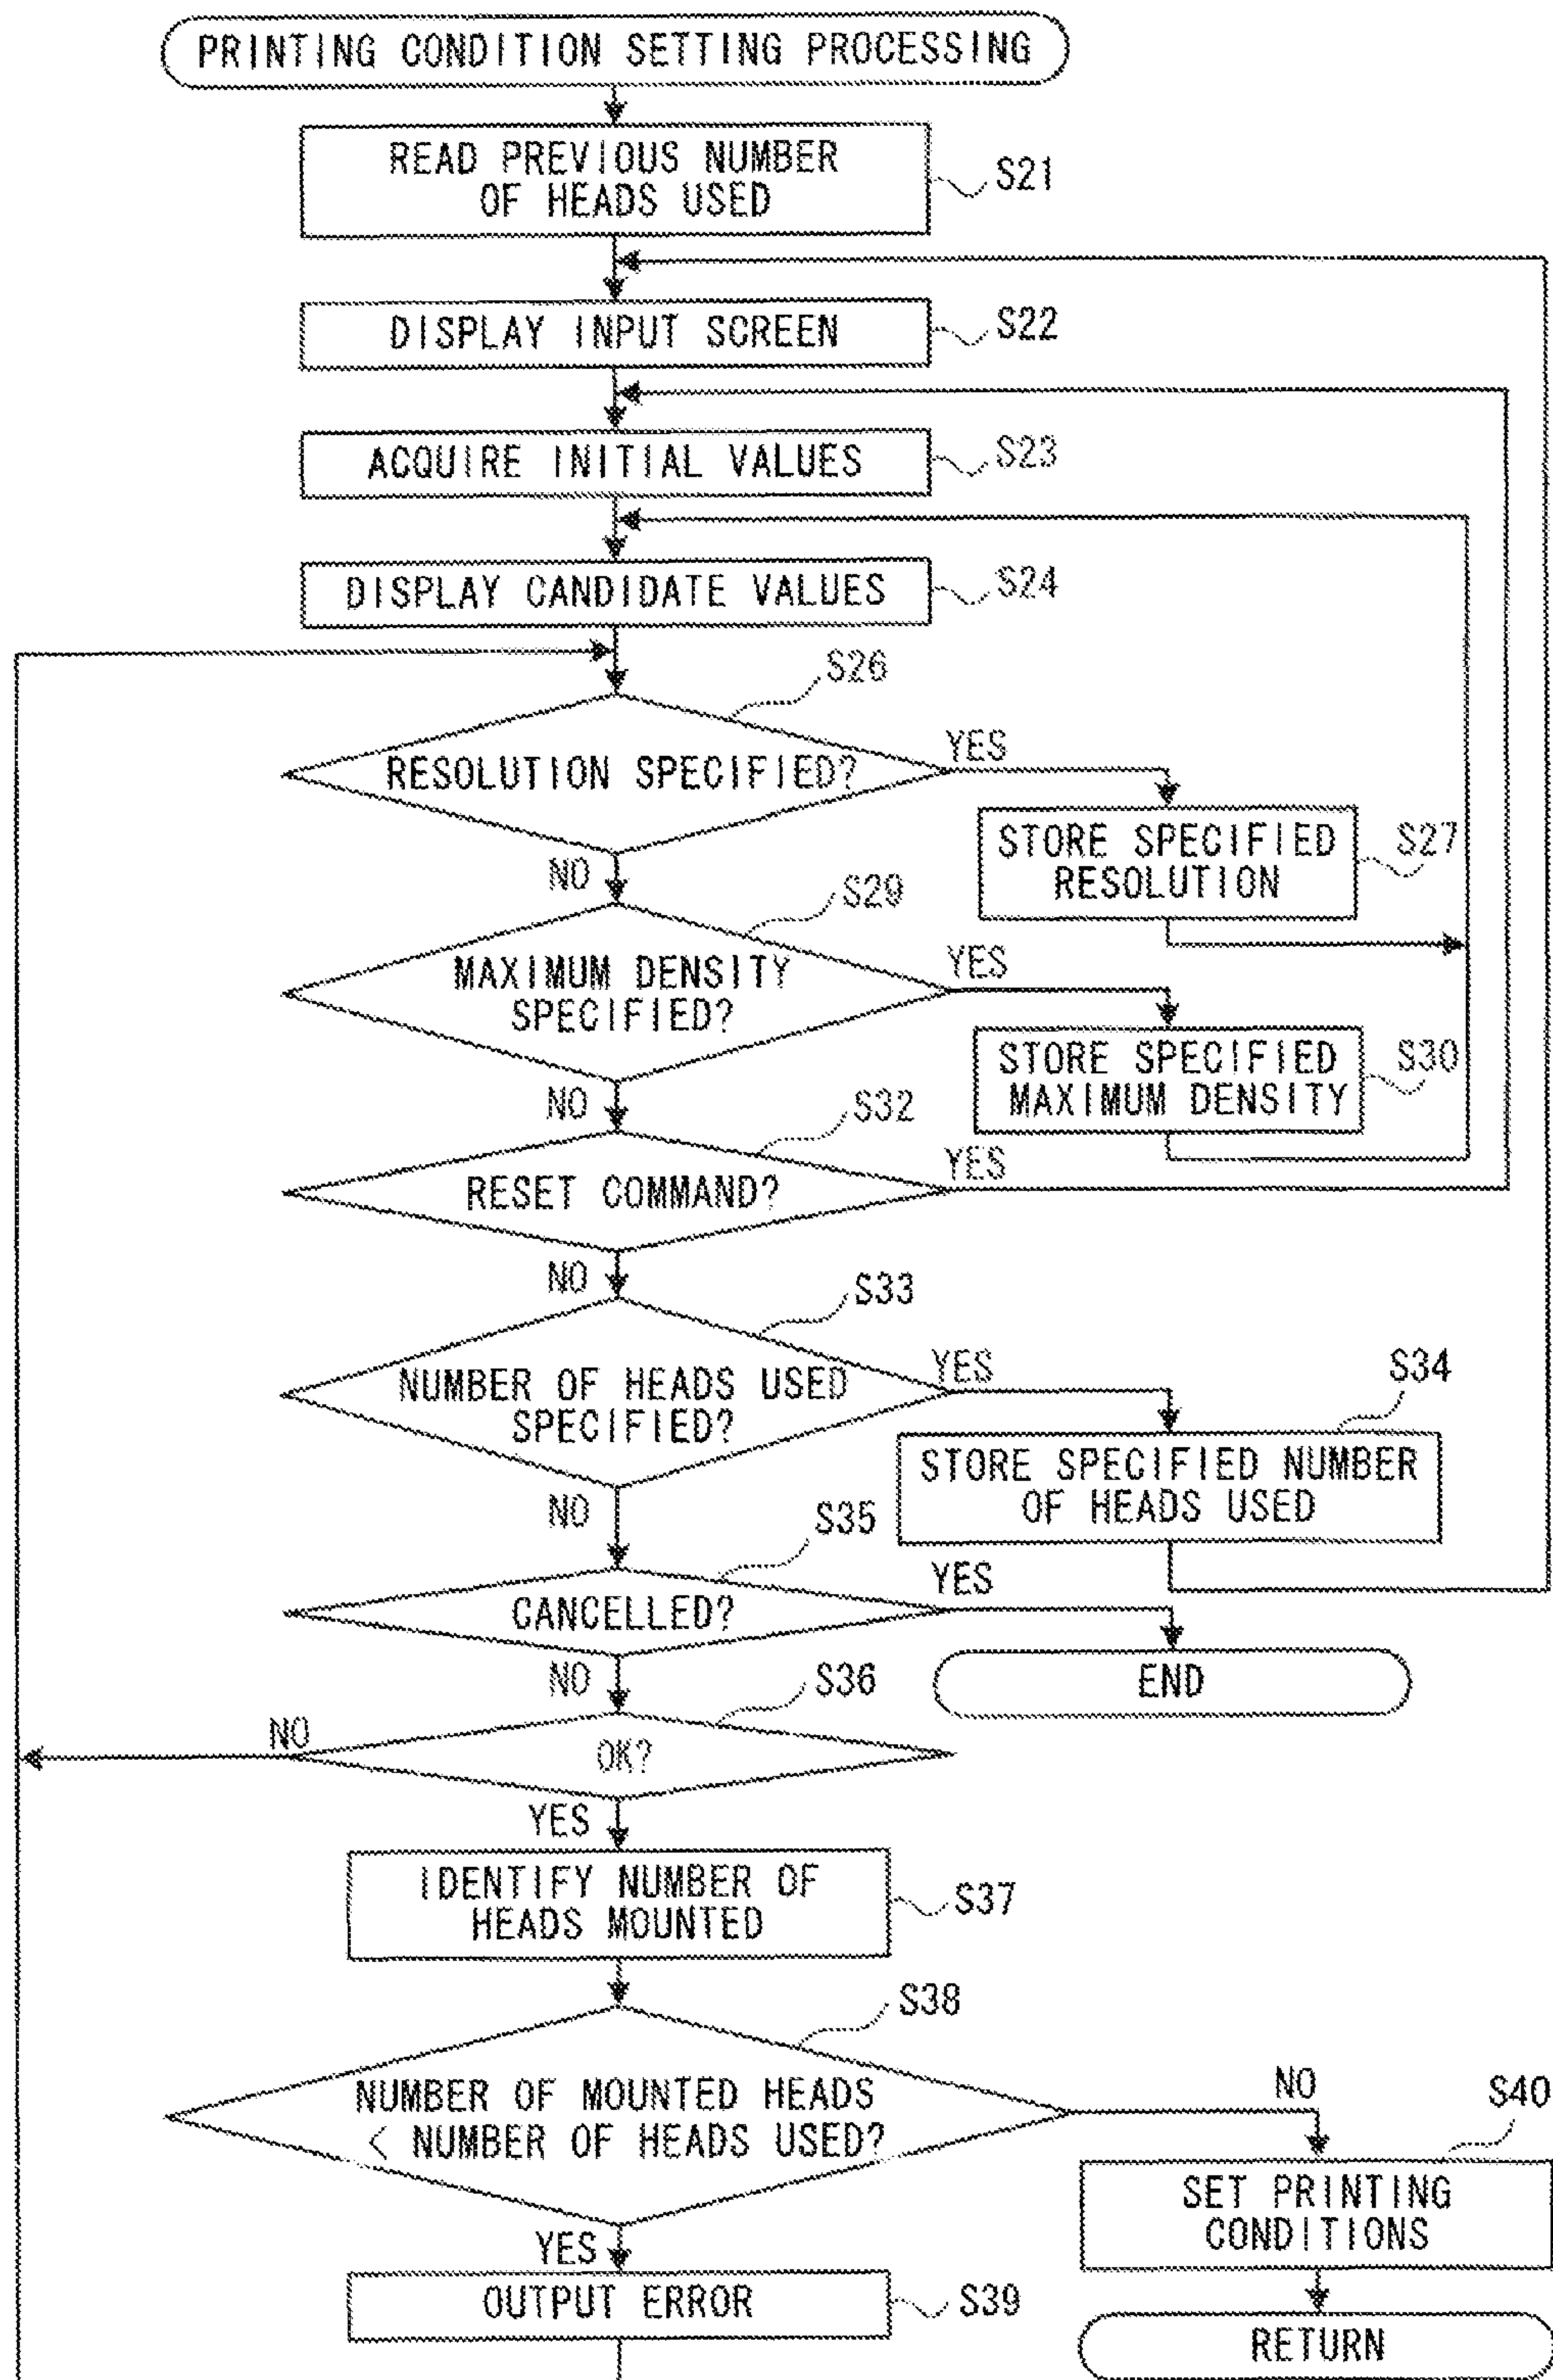 PRINTING CONDITION SETTING PROCESSING
READ PREVIOUS NUMBER
OF HEADS USED
S21
DISPLAY INPUT SCREEN
S22
ACQUIRE INITIAL VALUES
S23
DISPLAY CANDIDATE VALUES
S24
S26
RESOLUTION SPECIFIED?
YES
NO
STORE SPECIFIED
RESOLUTION
S27
S29
MAXIMUM DENSITY
SPECIFIED?
YES
NO
STORE SPECIFIED
MAXIMUM DENSITY
S30
S32
RESET COMMAND?
YES
NO
S33
NUMBER OF HEADS USED
SPECIFIED?
YES
NO
S34
STORE SPECIFIED NUMBER
OF HEADS USED
S35
CANCELLED?
YES
NO
END
S36
OK?
NO
YES
IDENTIFY NUMBER OF
HEADS MOUNTED
S37
S38
NUMBER OF MOUNTED HEADS
< NUMBER OF HEADS USED?
NO
YES
S40
SET PRINTING
CONDITIONS
OUTPUT ERROR
S39
RETURN